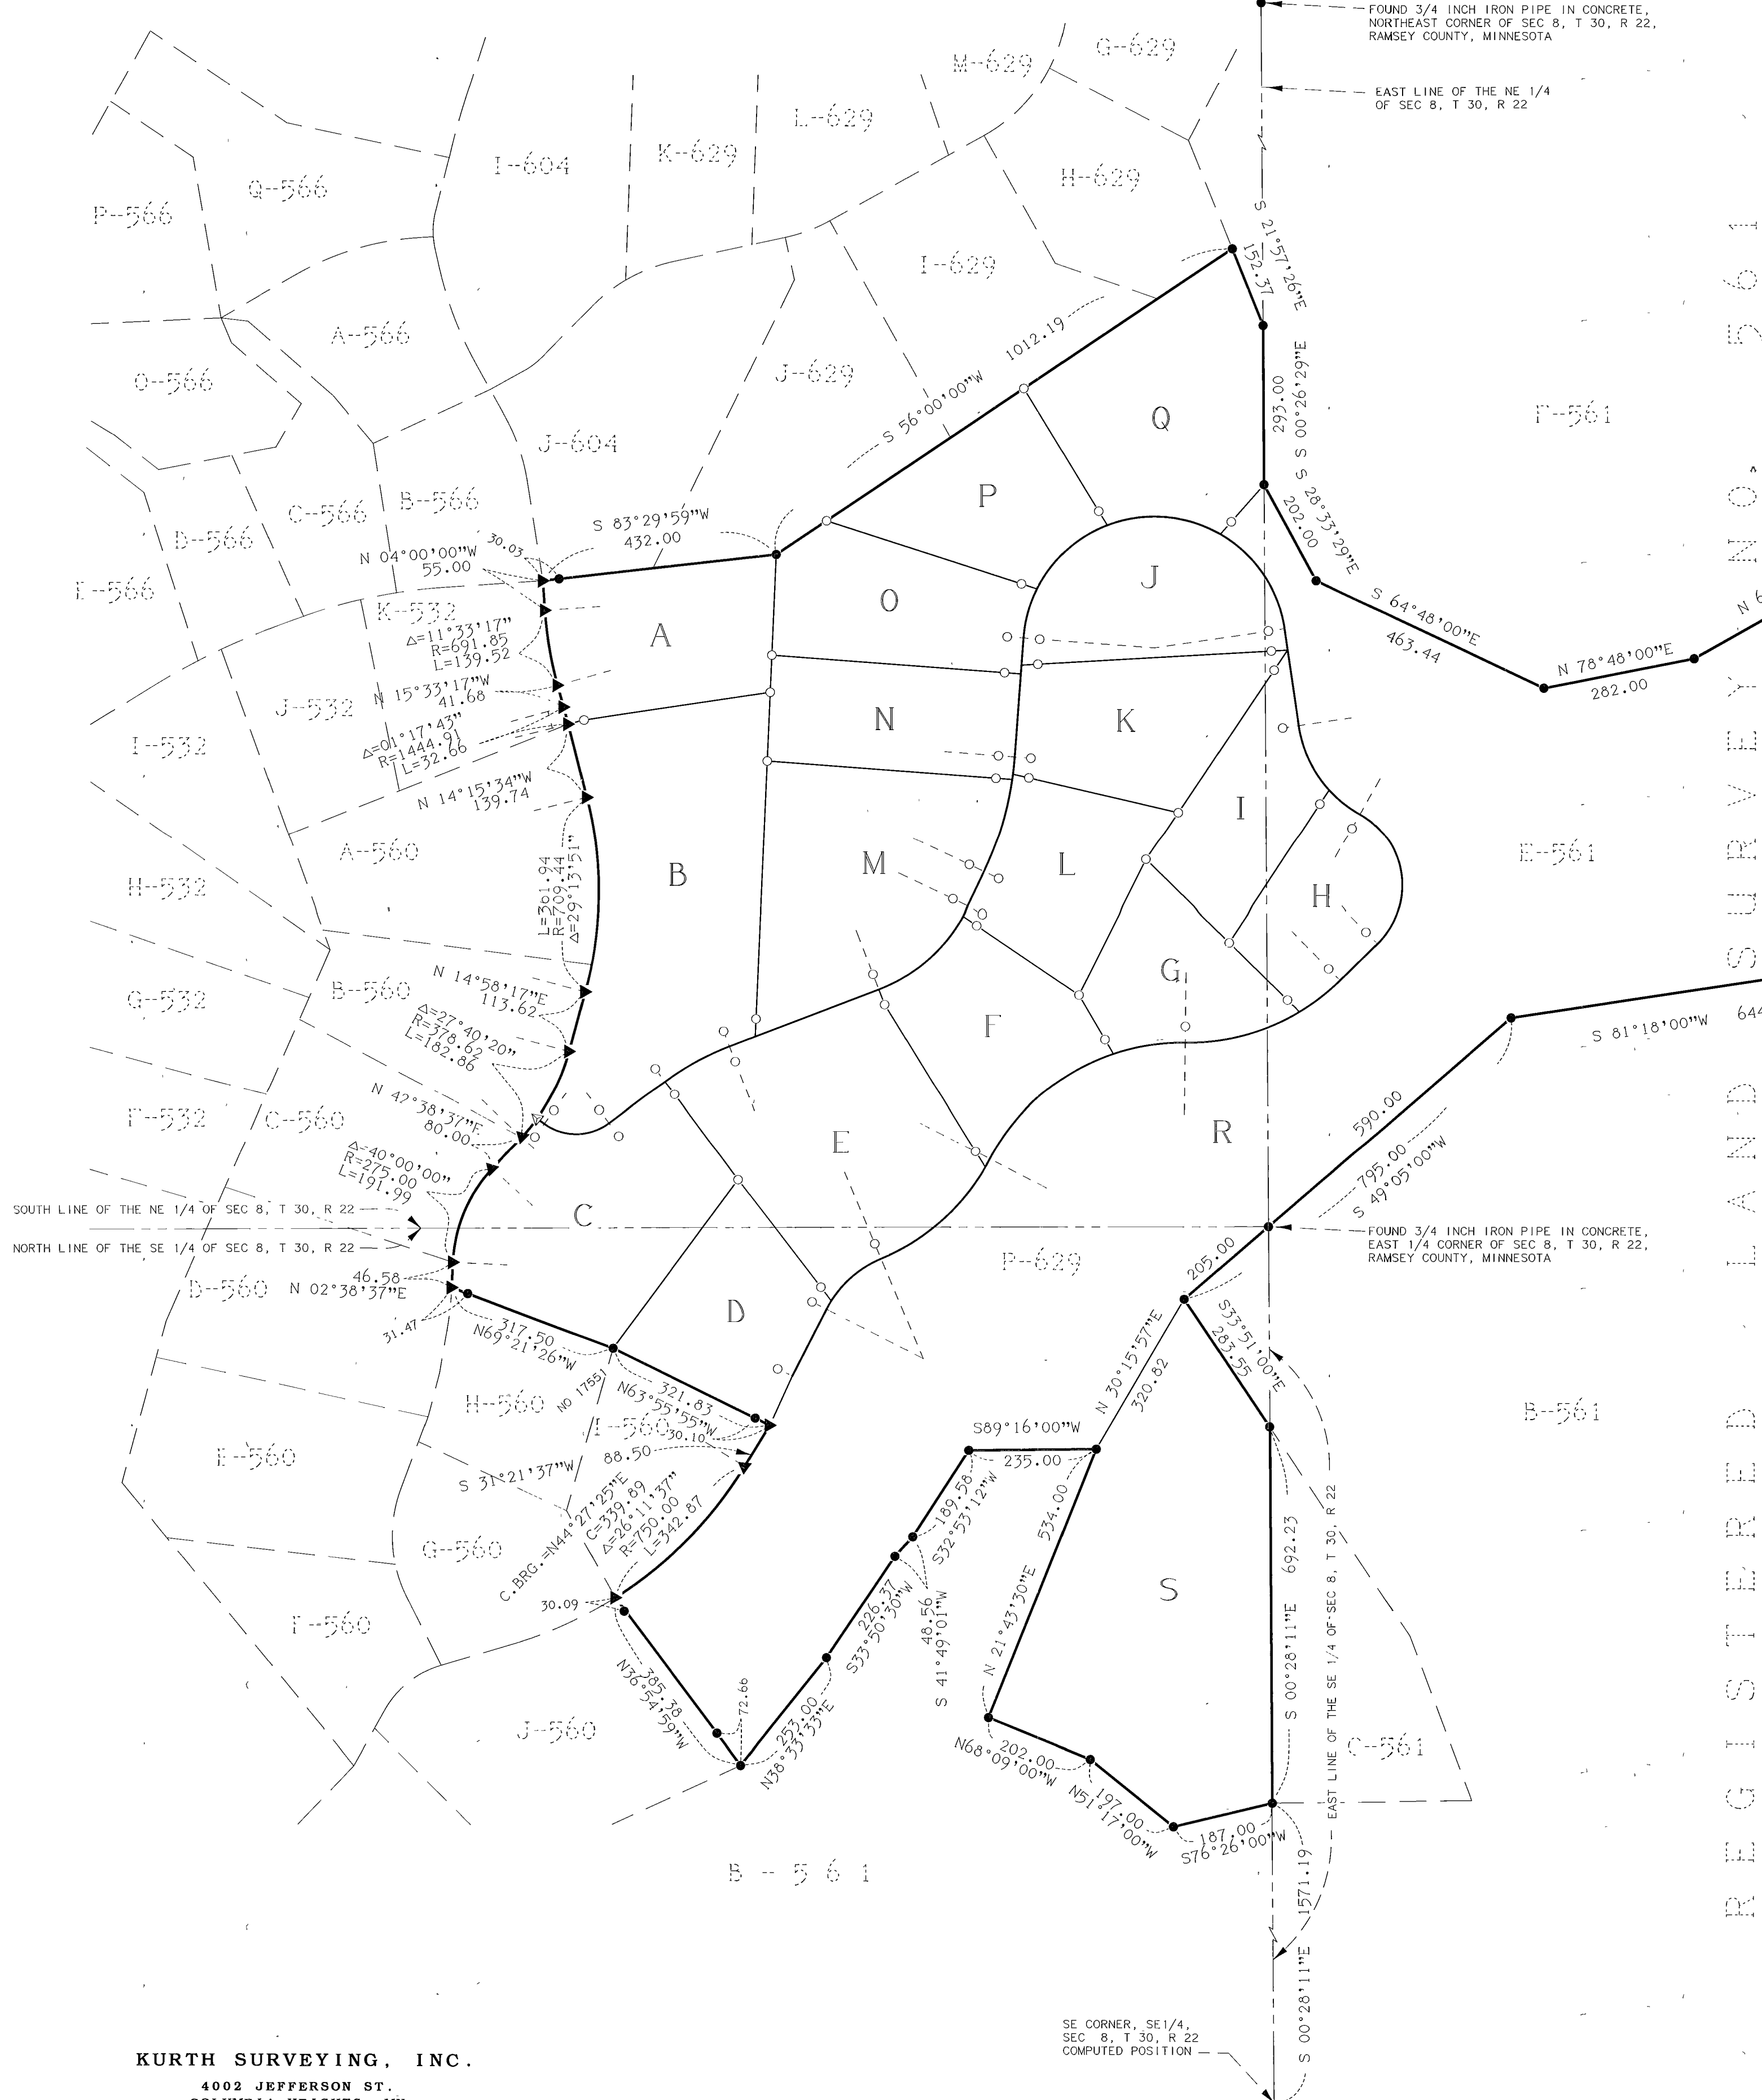 FOUND 3/4 INCH IRON PIPE IN CONCRETE,
NORTHEAST CORNER OF SEC 8, T 30, R 22,
RAMSEY COUNTY, MINNESOTA
EAST LINE OF THE NE 1/4
OF SEC 8, T 30, R 22
G-629
M-629
L-629
K-629
I-604
H-629
Q-566
P-566
I-629
A-566
O-566
J-629
J-604
B-566
C-566
D-566
E-566
K-532
J-532
I-532
H-532
G-532
F-532
A-560
B-560
C-560
D-560
E-560
F-560
G-560
H-560
I-560
J-560
S 21°57'26"E
152.37
293.00
S 00°26'29"E
S 28°33'29"E
202.00
S 64°48'00"E
463.44
N 78°48'00"E
282.00
1012.19
S 56°00'00"W
S 83°29'59"W
432.00
30.03
N 04°00'00"W
55.00
Δ=11°33'17"
R=691.85
L=139.52
N 15°33'17"W
41.68
Δ=01°17'43"
R=1444.91
L=32.66
N 14°15'34"W
139.74
L=361.94
R=709.44
Δ=29°13'51"
N 14°58'17"E
113.62
Δ=27°40'20"
R=378.62
L=182.86
N 42°38'37"E
80.00
Δ=40°00'00"
R=275.00
L=191.99
SOUTH LINE OF THE NE 1/4 OF SEC 8, T 30, R 22
NORTH LINE OF THE SE 1/4 OF SEC 8, T 30, R 22
46.58
N 02°38'37"E
31.47
317.50
N69°21'26"W
NO 17551
321.83
N63°55'55"W
30.10
88.50
S 31°21'37"W
C.BRG.=N44°27'25"E
C=339.89
Δ=26°11'37"
R=750.00
L=342.87
30.09
385.38
N36°54'59"W
72.66
253.00
N38°33'33"E
226.37
S33°50'30"W
48.56
S 41°49'01"W
189.58
S32°53'12"W
S89°16'00"W
235.00
534.00
N 21°43'30"E
202.00
N68°09'00"W
197.00
N51°17'00"W
187.00
S76°26'00"W
N 30°15'57"E
320.82
205.00
S33°51'00"E
283.55
S 00°28'11"E 692.23
EAST LINE OF THE SE 1/4 OF SEC 8, T 30, R 22
S 00°28'11"E 1571.19
590.00
795.00
S 49°05'00"W
S 81°18'00"W 644
FOUND 3/4 INCH IRON PIPE IN CONCRETE,
EAST 1/4 CORNER OF SEC 8, T 30, R 22,
RAMSEY COUNTY, MINNESOTA
A
B
C
D
E
F
G
H
I
J
K
L
M
N
O
P
Q
R
S
P-629
F-561
E-561
B-561
C-561
B-561
REGISTERED LAND SURVEY NO. 561
SE CORNER, SE1/4,
SEC 8, T 30, R 22
COMPUTED POSITION
KURTH SURVEYING, INC.
4002 JEFFERSON ST.